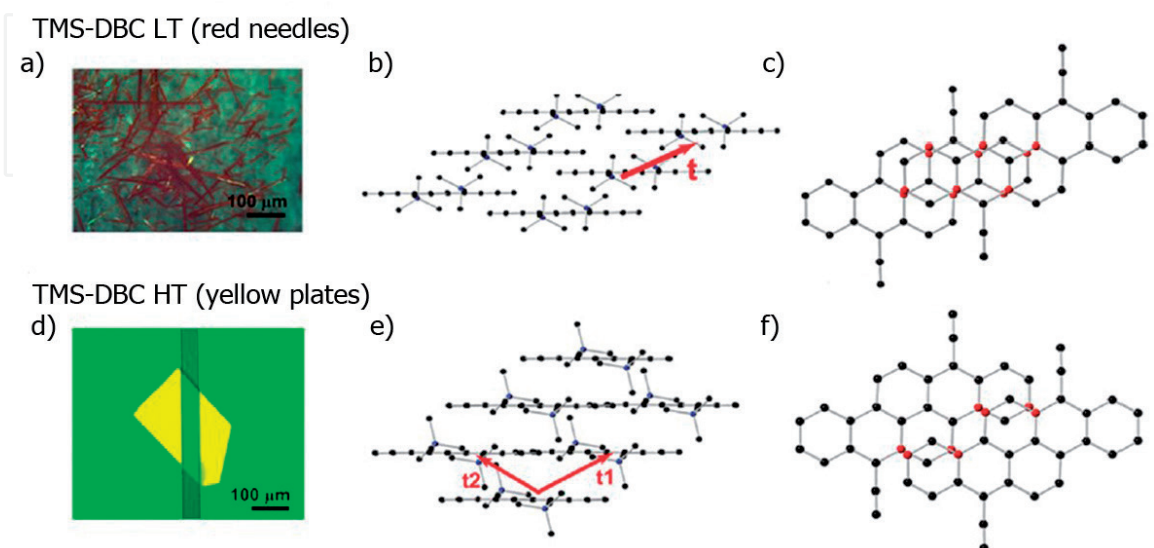 TMS-DBC LT (red needles)
a)
b)
c)
100 μm
t
TMS-DBC HT (yellow plates)
d)
e)
f)
t2
t1
100 μm